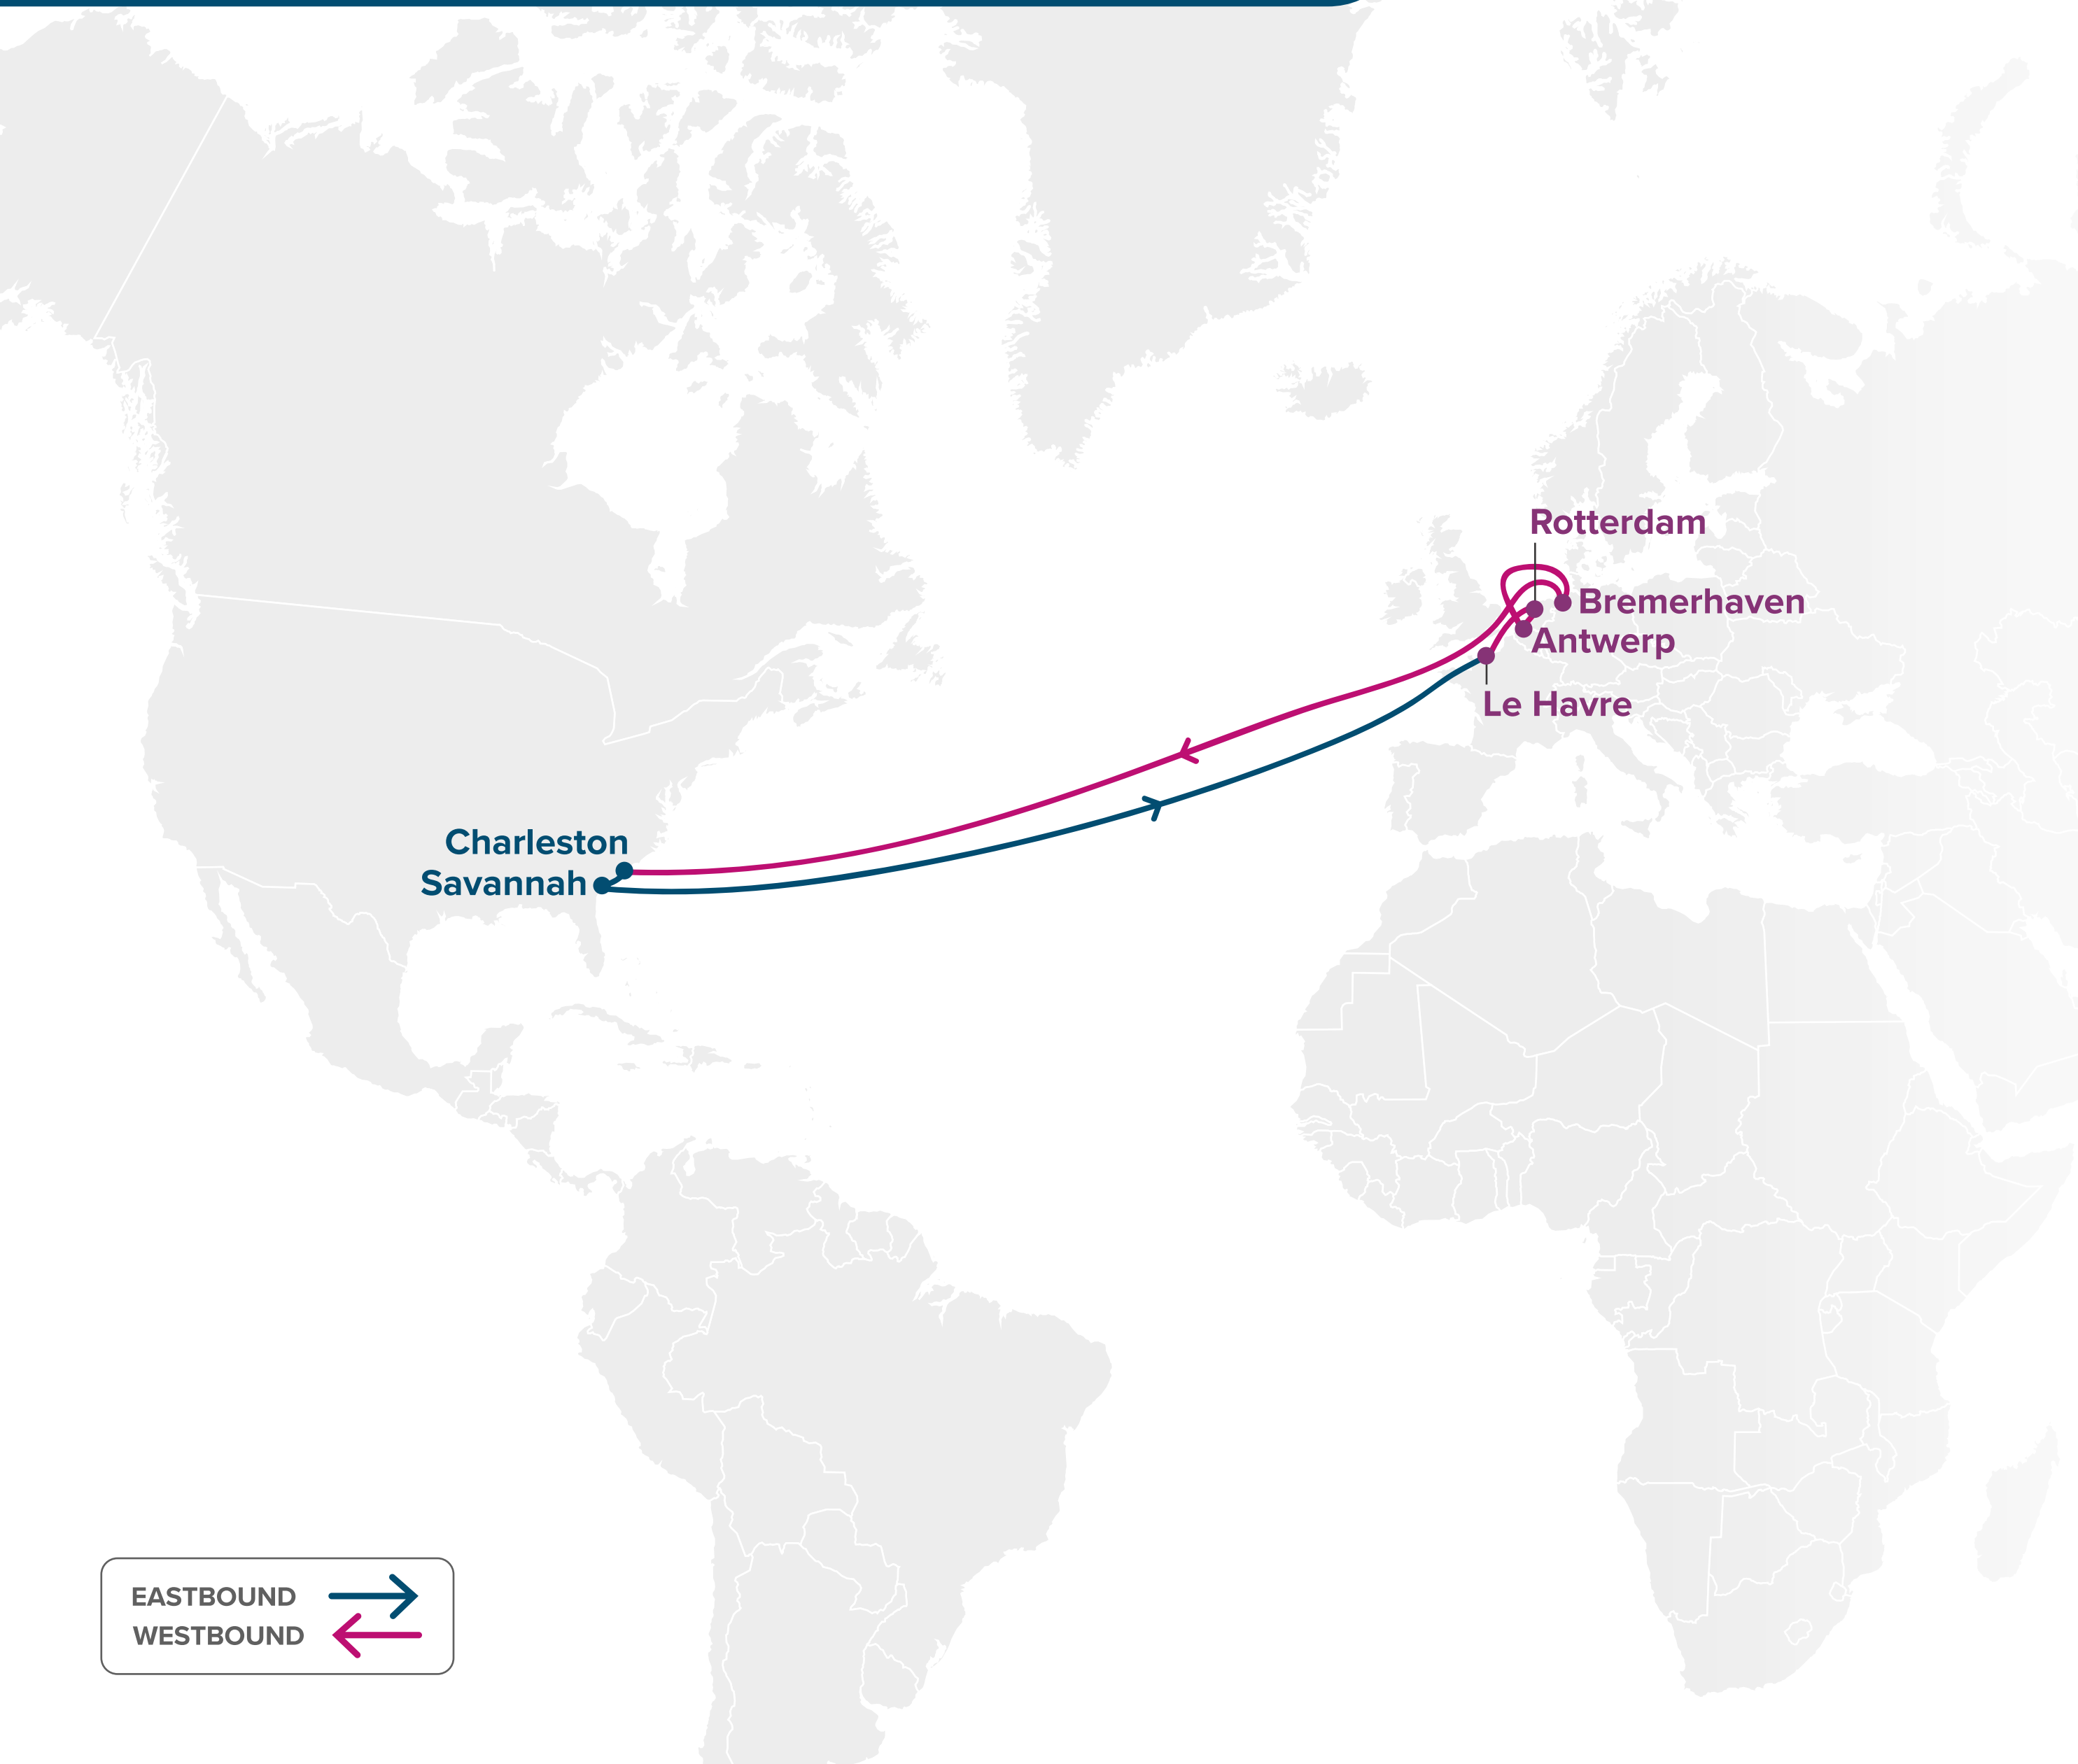 Rotterdam
Bremerhaven
Antwerp
Le Havre
Charleston
Savannah
EASTBOUND
WESTBOUND